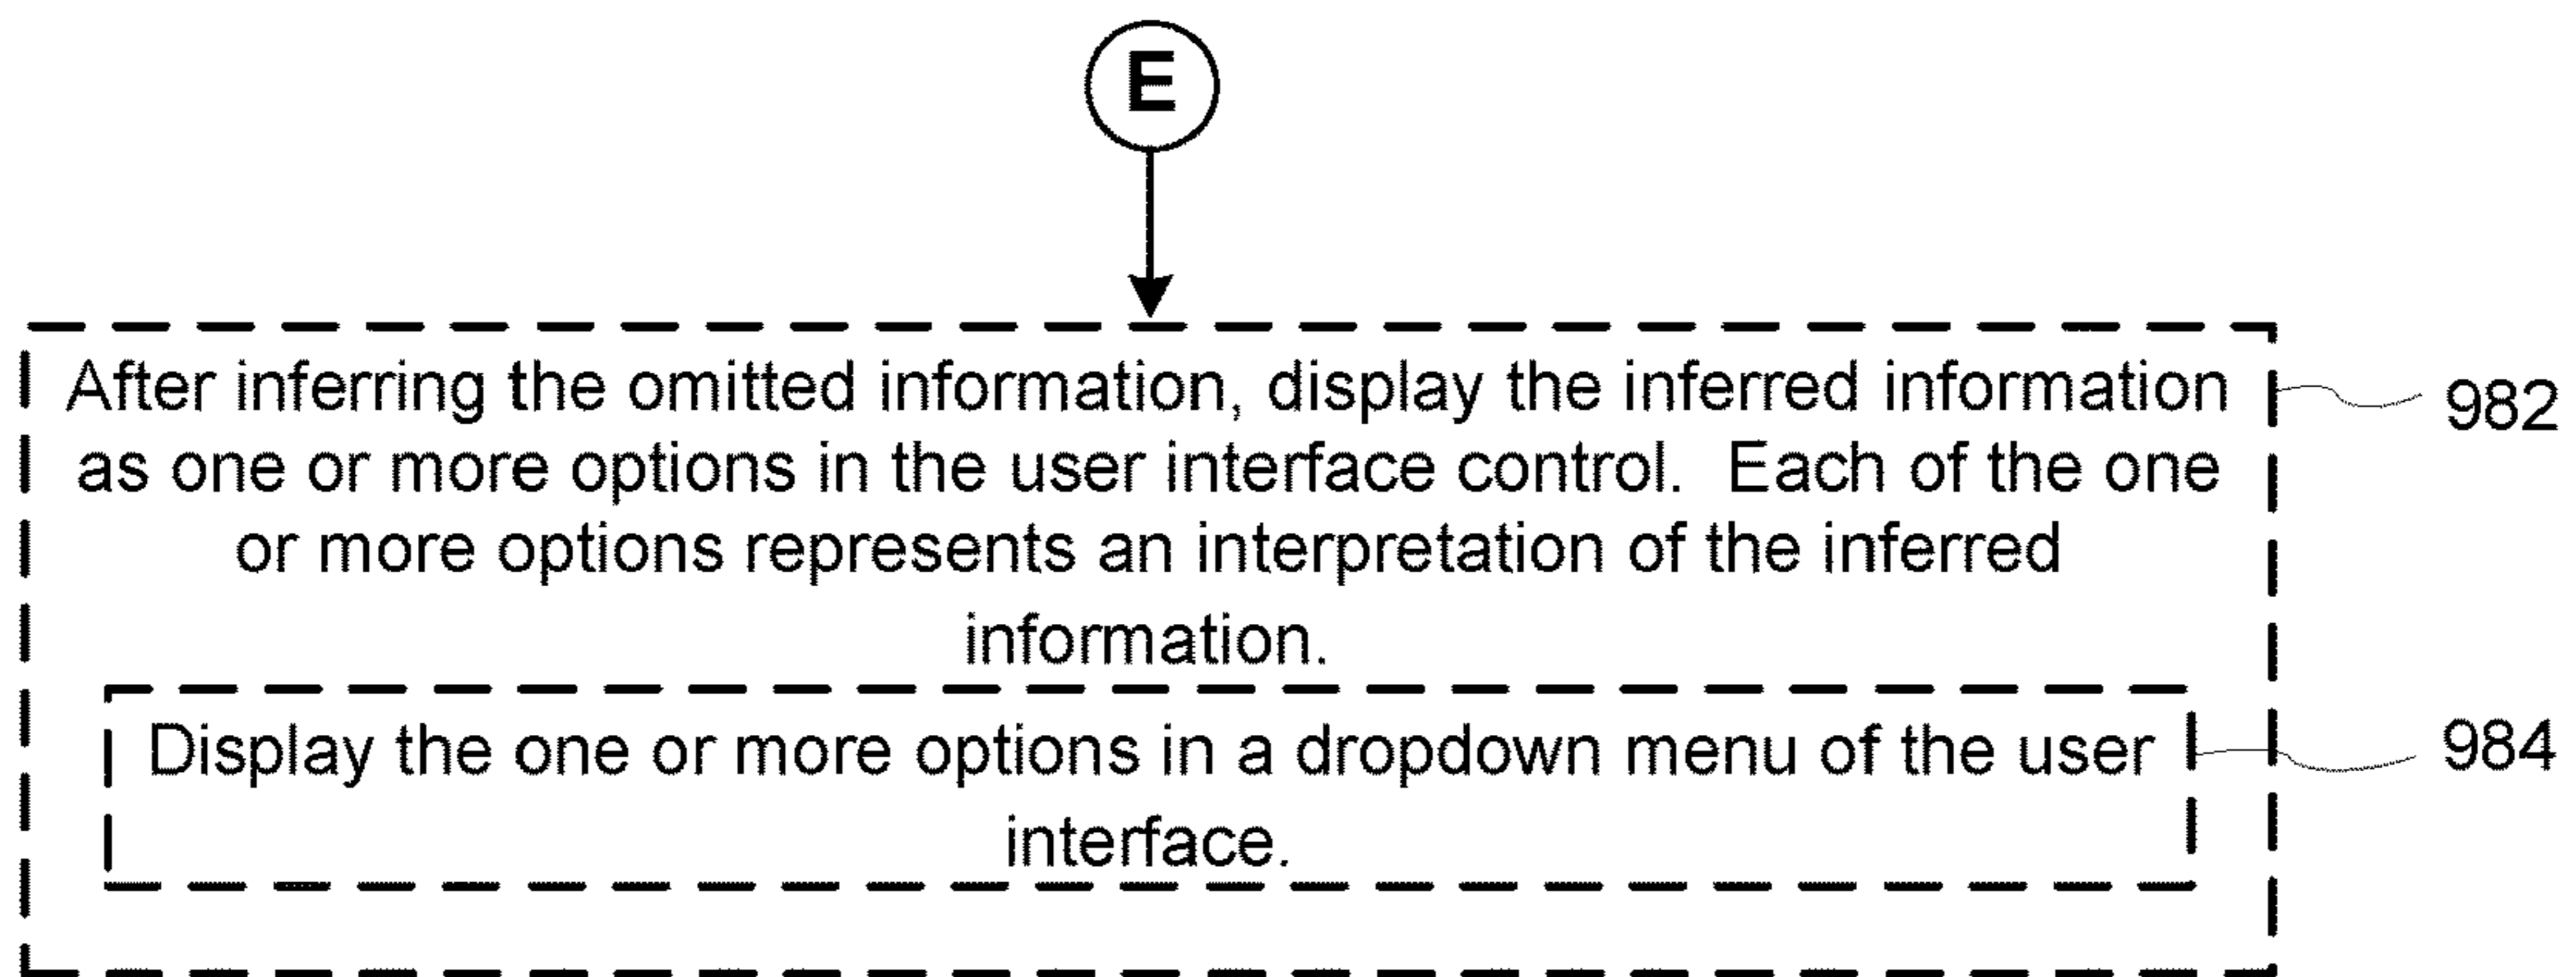 E
After inferring the omitted information, display the inferred information
982
as one or more options in the user interface control.  Each of the one
or more options represents an interpretation of the inferred
information.
Display the one or more options in a dropdown menu of the user
984
interface.